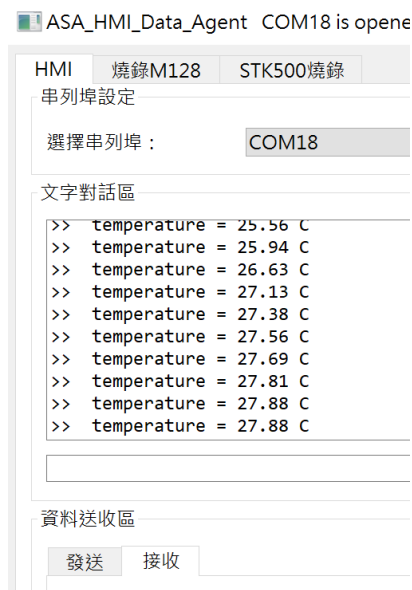 ASA_HMI_Data_Agent COM18 is opene
HMI 燒錄M128 STK500燒錄
串列埠設定
選擇串列埠： COM18
文字對話區
>> temperature = 25.56 C
>> temperature = 25.94 C
>> temperature = 26.63 C
>> temperature = 27.13 C
>> temperature = 27.38 C
>> temperature = 27.56 C
>> temperature = 27.69 C
>> temperature = 27.81 C
>> temperature = 27.88 C
>> temperature = 27.88 C
資料送收區
發送 接收